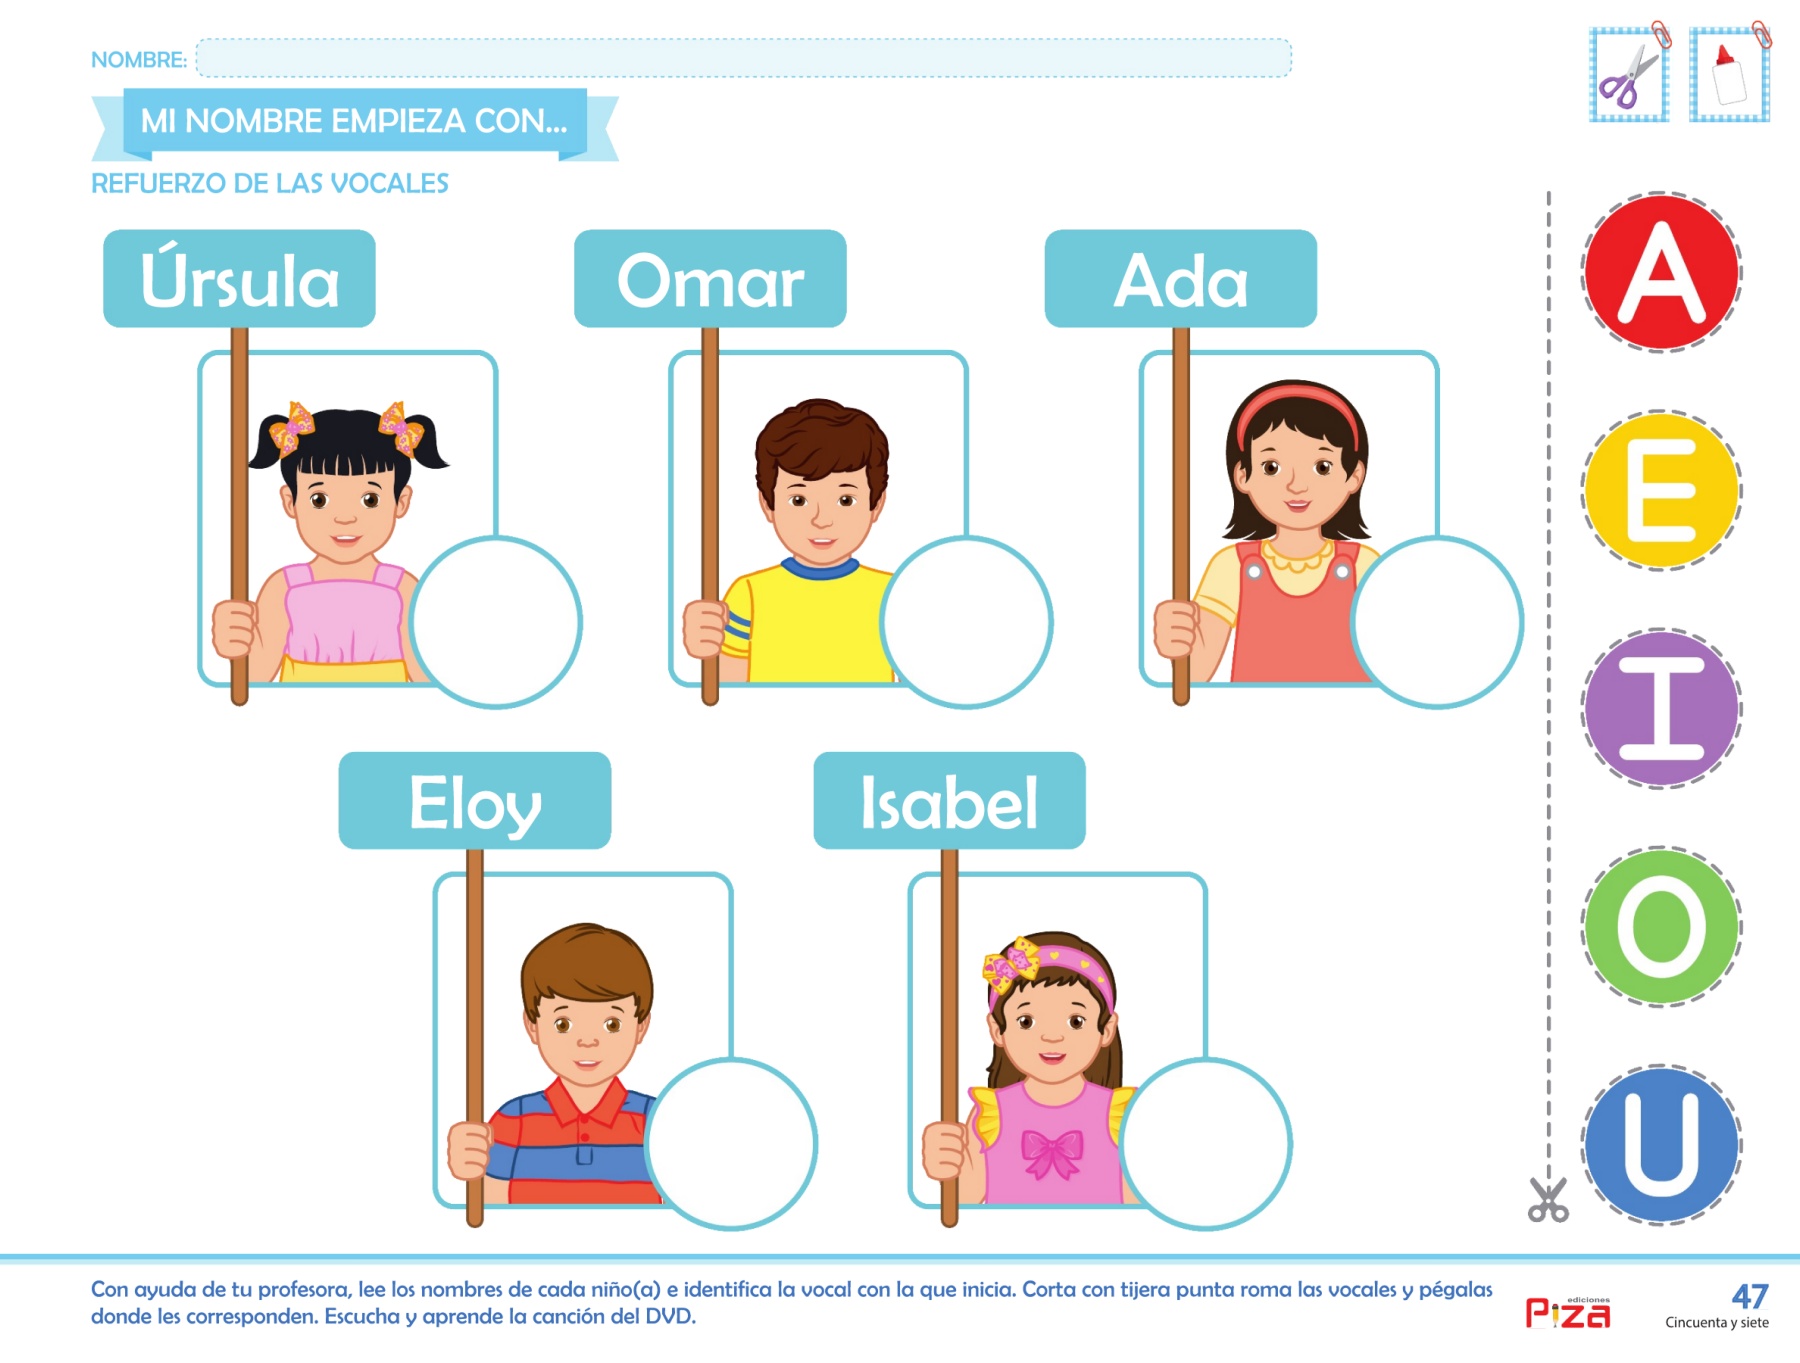 NOMBRE:
MI NOMBRE EMPIEZA CON...
REFUERZO DE LAS VOCALES
Úrsula
Omar
Ada
Eloy
Isabel
A
E
I
O
U
Con ayuda de tu profesora, lee los nombres de cada niño(a) e identifica la vocal con la que inicia. Corta con tijera punta roma las vocales y pégalas
donde les corresponden. Escucha y aprende la canción del DVD.
ediciones
Piza
47
Cincuenta y siete